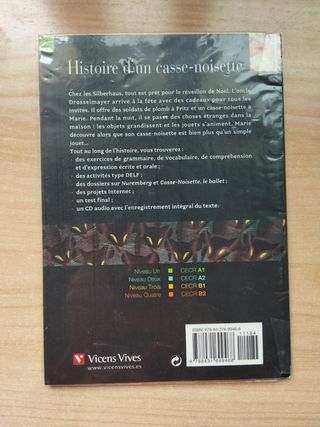 Histoire d'un casse-noisette
Chez les Silberhaus, tout est prêt pour le réveillon de Noël. L'oncle
Drosselmayer arrive à la fête avec des cadeaux pour tous les
invités. Il offre des soldats de plomb à Fritz et un casse-noisette à
Marie. Pendant la nuit, il se passe des choses étranges dans la
maison : les objets grandissent et les jouets s'animent. Marie
découvre alors que son casse-noisette est bien plus qu'un simple
jouet...
Tout au long de l'histoire, vous trouverez :
· des exercices de grammaire, de vocabulaire, de compréhension
et d'expression écrite et orale ;
· des activités type DELF ;
· des dossiers sur Nuremberg et Casse-Noisette, le ballet ;
· des projets Internet ;
· un test final ;
· un CD audio avec l'enregistrement intégral du texte.
Niveau Un CECR A1
Niveau Deux CECR A2
Niveau Trois CECR B1
Niveau Quatre CECR B2
11184
Vicens Vives
www.vicensvives.es